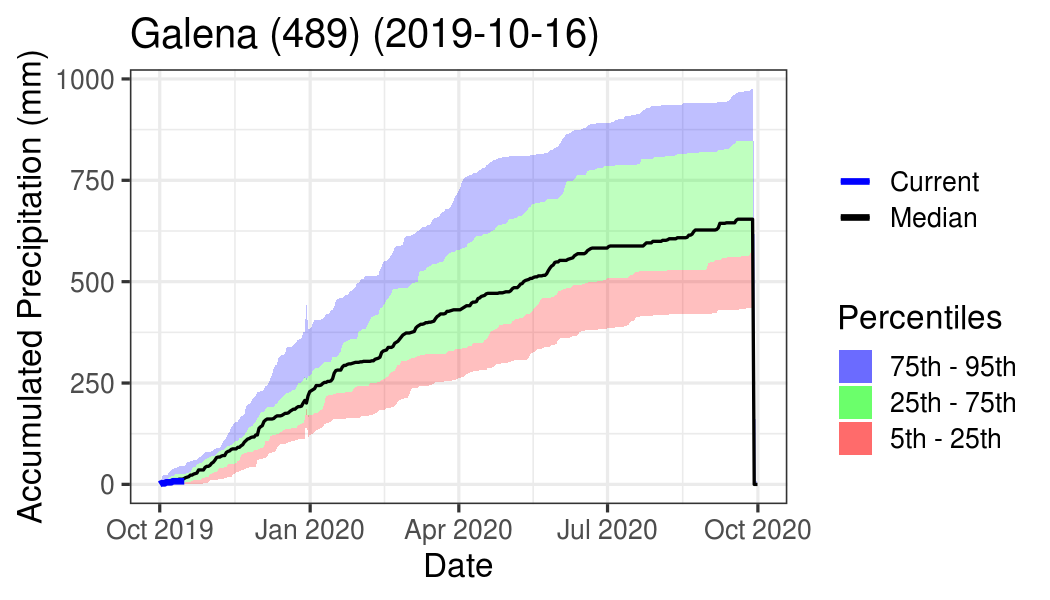 Galena (489) (2019-10-16)
Accumulated Precipitation (mm)
1000
750
500
250
0
Oct 2019
Jan 2020
Apr 2020
Jul 2020
Oct 2020
Date
Current
Median
Percentiles
75th - 95th
25th - 75th
5th - 25th